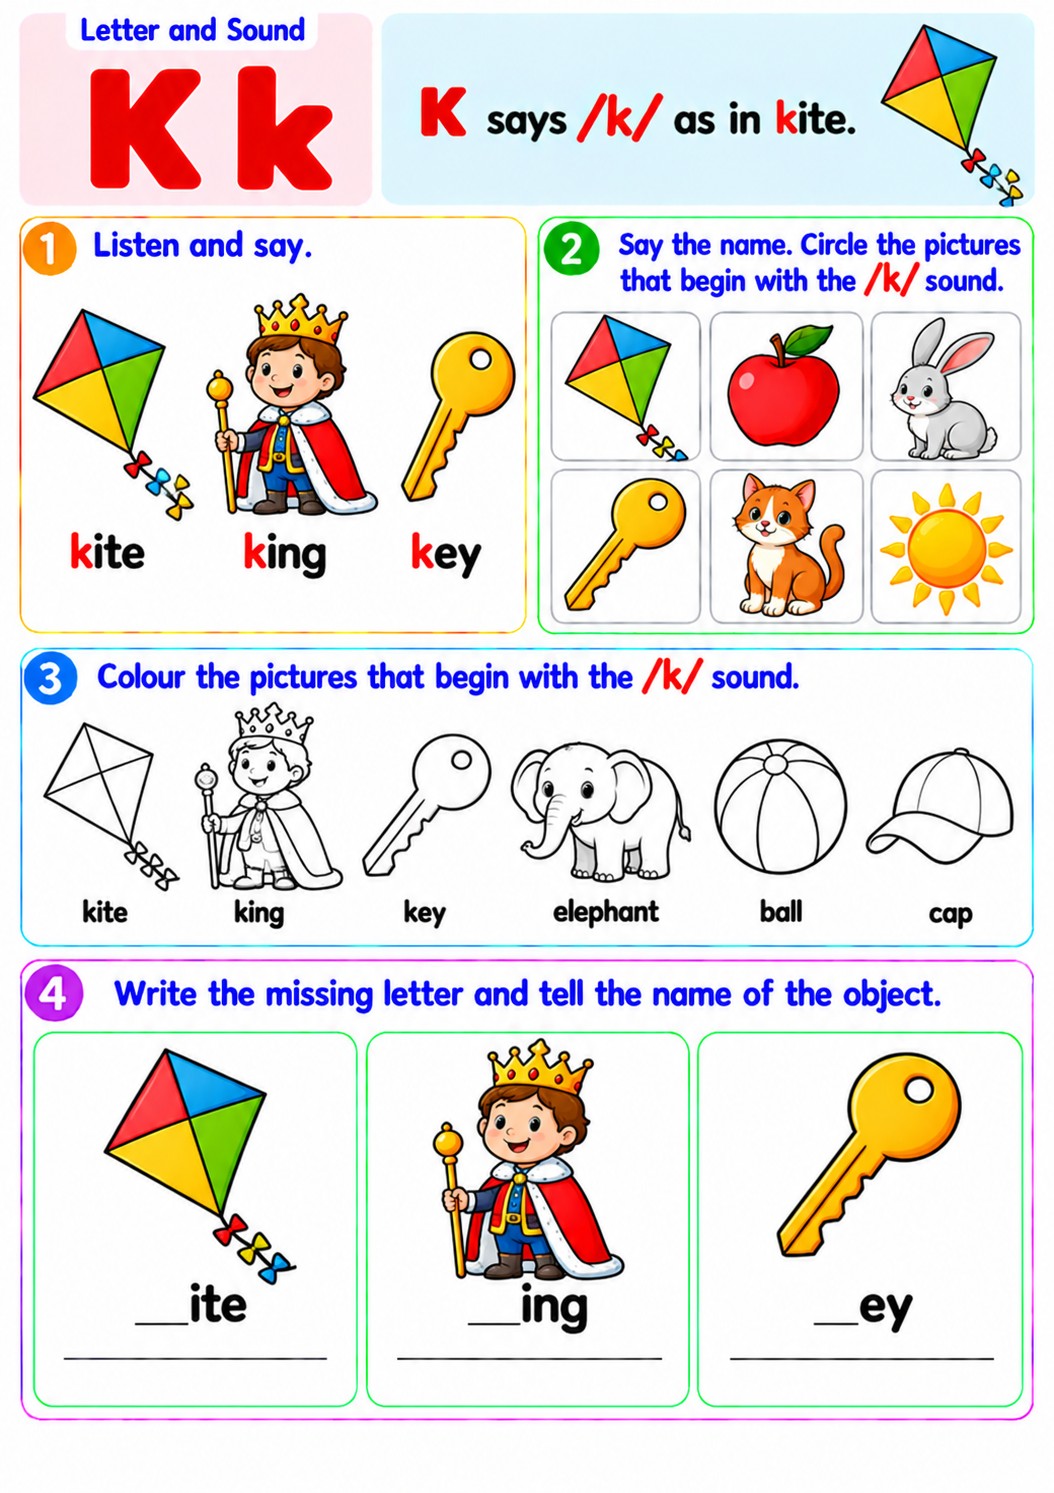 Letter and Sound
K k
K says /k/ as in kite.
1 Listen and say.
kite king key
2 Say the name. Circle the pictures
that begin with the /k/ sound.
3 Colour the pictures that begin with the /k/ sound.
kite king key elephant ball cap
4 Write the missing letter and tell the name of the object.
__ite __ing __ey